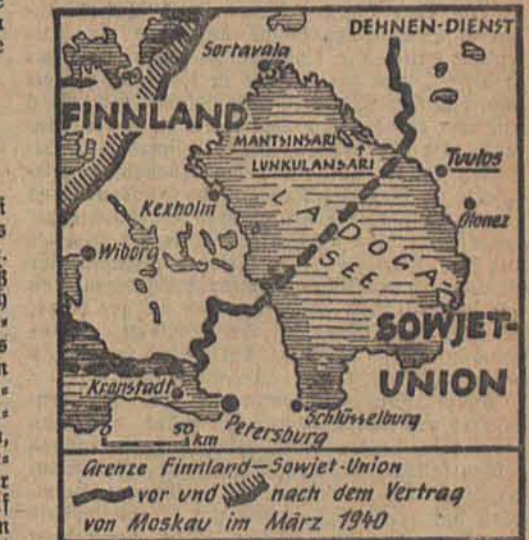 DEHNEN-DIENST
Sortavala
FINNLAND
MANTSINSARI
LUNKULANSARI
Tuulos
Kexholm
Olonez
Wiborg
LADOGA-
SEE
SOWJET-
UNION
Kronstadt
Petersburg
Schlüsselburg
0 50
km
Grenze Finnland—Sowjet-Union
vor und nach dem Vertrag
von Moskau im März 1940